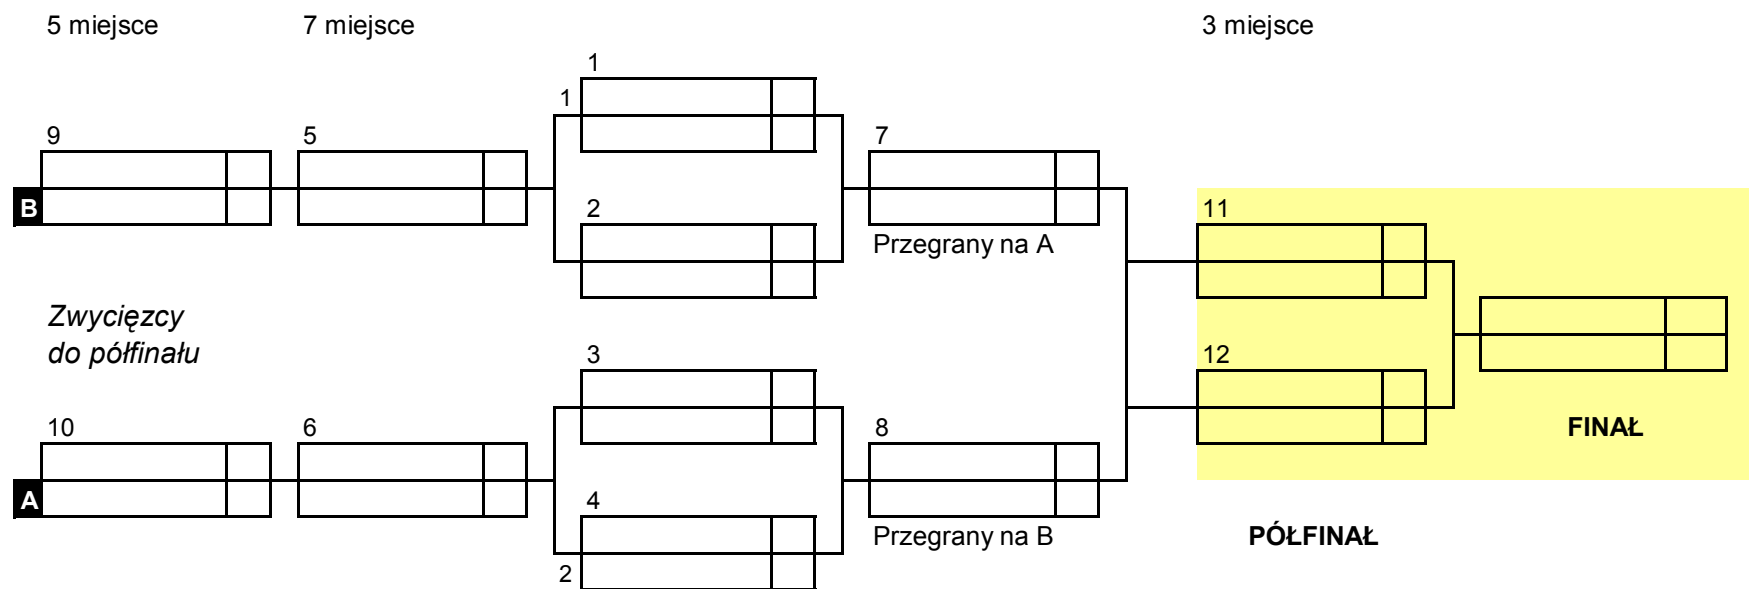 5 miejsce 7 miejsce 3 miejsce
1
1
9 5 7
B 2 11
Przegrany na A
Zwycięzcy
do półfinału
3 12
10 6 8 FINAŁ
A 4
Przegrany na B PÓŁFINAŁ
2